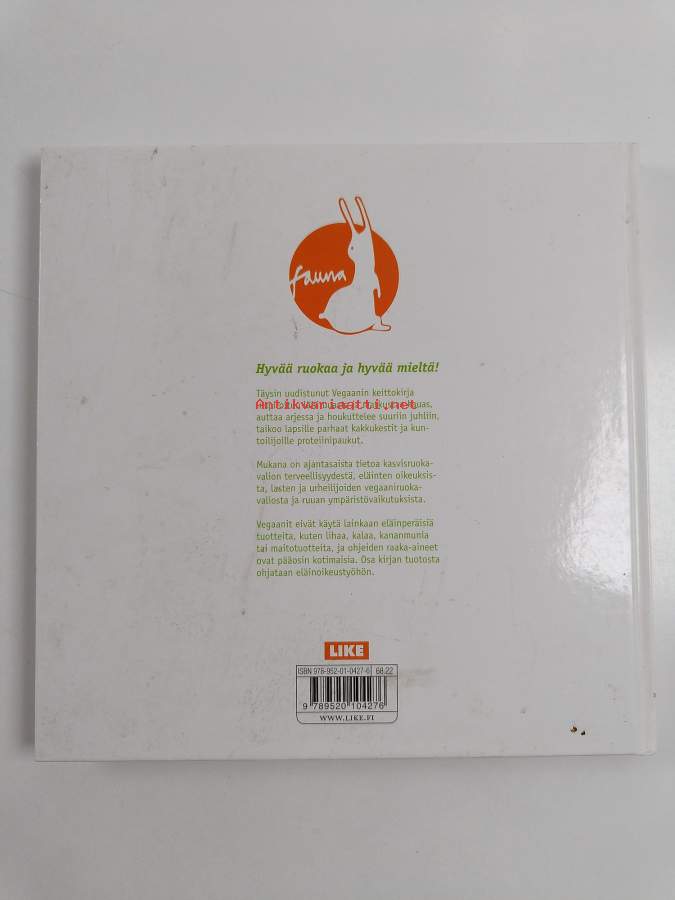 fauna
Hyvää ruokaa ja hyvää mieltä!
Täysin uudistunut Vegaanin keittokirja
Antikvariaatti.net
auttaa arjessa ja houkuttelee suuriin juhliin,
taikoo lapsille parhaat kakkukestit ja kun-
toilijoille proteiinipaukut.
Mukana on ajantasaista tietoa kasvisruoka-
valion terveellisyydestä, eläinten oikeuksis-
ta, lasten ja urheilijoiden vegaaniruoka-
valiosta ja ruuan ympäristövaikutuksista.
Vegaanit eivät käytä lainkaan eläinperäisiä
tuotteita, kuten lihaa, kalaa, kananmunia
tai maitotuotteita, ja ohjeiden raaka-aineet
ovat pääosin kotimaisia. Osa kirjan tuotosta
ohjataan eläinoikeustyöhön.
LIKE
ISBN 978-952-01-0427-6 68.22
9 789520 104276
WWW.LIKE.FI